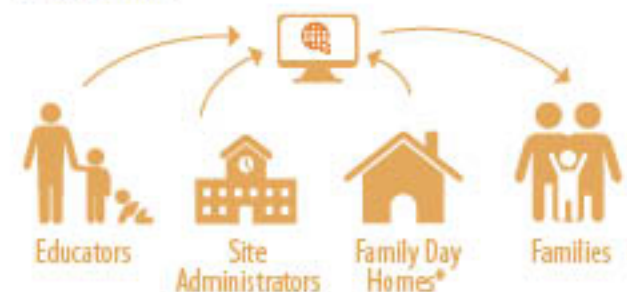 Educators
Site
Administrators
Family Day
Homes*
Families